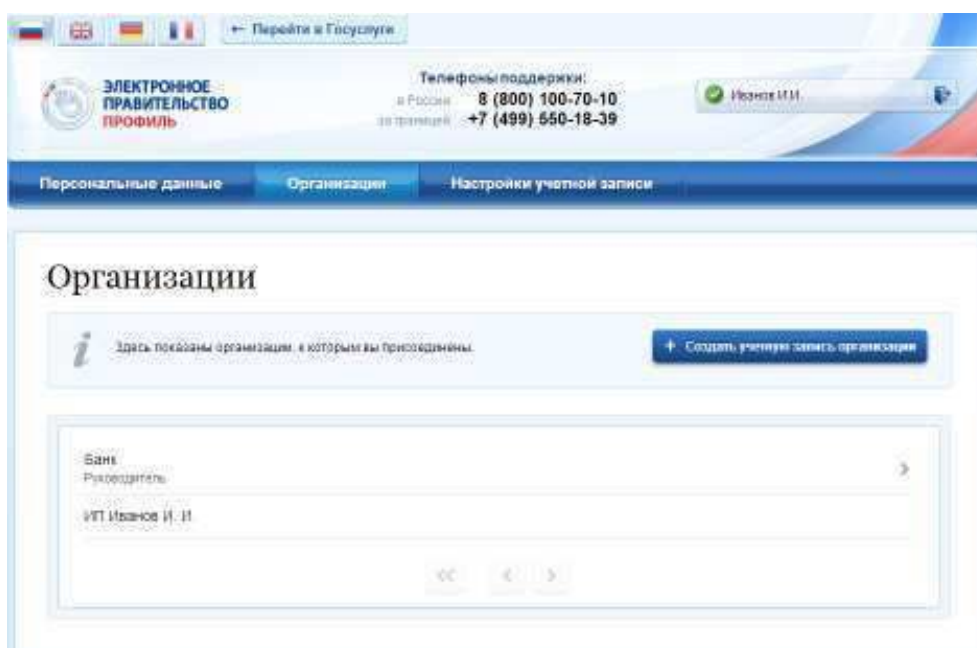 ← Перейти в Госуслуги
ЭЛЕКТРОННОЕ
ПРАВИТЕЛЬСТВО
ПРОФИЛЬ
Телефоны поддержки:
в России 8 (800) 100-70-10
за границей +7 (499) 550-18-39
Иванов И.И.
Персональные данные Организации Настройки учетной записи
Организации
Здесь показаны организации, к которым вы присоединены.
+ Создать учетную запись организации
Банк
Руководитель
ИП Иванов И. И